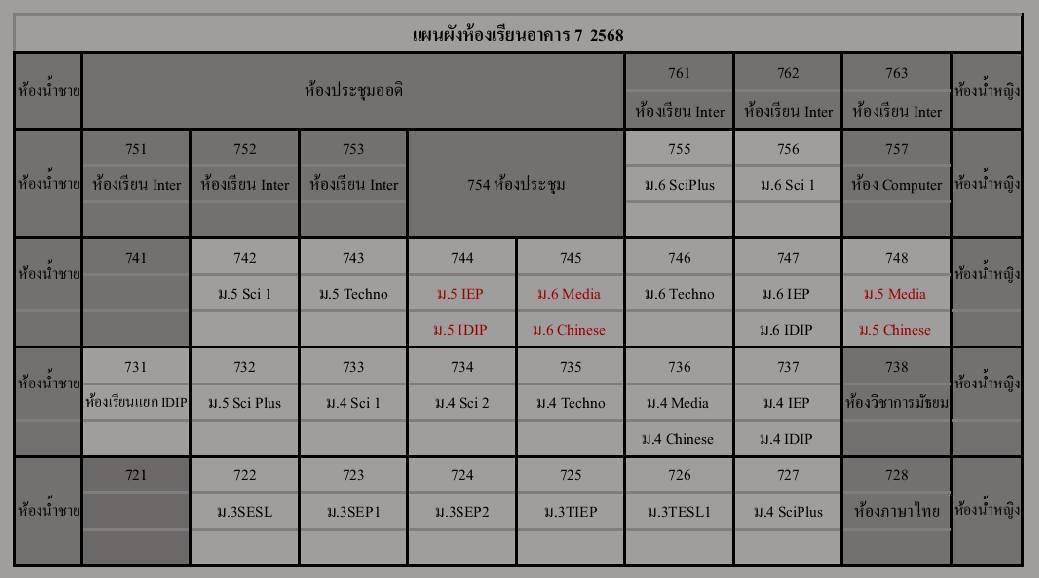 แผนผังห้องเรียนอาคาร 7 2568
ห้องน้ำชาย ห้องประชุมออดิ 761 762 763 ห้องน้ำหญิง
ห้องเรียน Inter ห้องเรียน Inter ห้องเรียน Inter
751 752 753 755 756 757
ห้องน้ำชาย ห้องเรียน Inter ห้องเรียน Inter ห้องเรียน Inter 754 ห้องประชุม ม.6 SciPlus ม.6 Sci 1 ห้อง Computer ห้องน้ำหญิง
741 742 743 744 745 746 747 748
ห้องน้ำชาย ม.5 Sci 1 ม.5 Techno ม.5 IEP ม.6 Media ม.6 Techno ม.6 IEP ม.5 Media ห้องน้ำหญิง
ม.5 IDIP ม.6 Chinese ม.6 IDIP ม.5 Chinese
731 732 733 734 735 736 737 738
ห้องน้ำชาย ห้องเรียนแยก IDIP ม.5 Sci Plus ม.4 Sci 1 ม.4 Sci 2 ม.4 Techno ม.4 Media ม.4 IEP ห้องวิชาการมัธยม ห้องน้ำหญิง
ม.4 Chinese ม.4 IDIP
721 722 723 724 725 726 727 728
ห้องน้ำชาย ม.3SESL ม.3SEP1 ม.3SEP2 ม.3TIEP ม.3TESL1 ม.4 SciPlus ห้องภาษาไทย ห้องน้ำหญิง